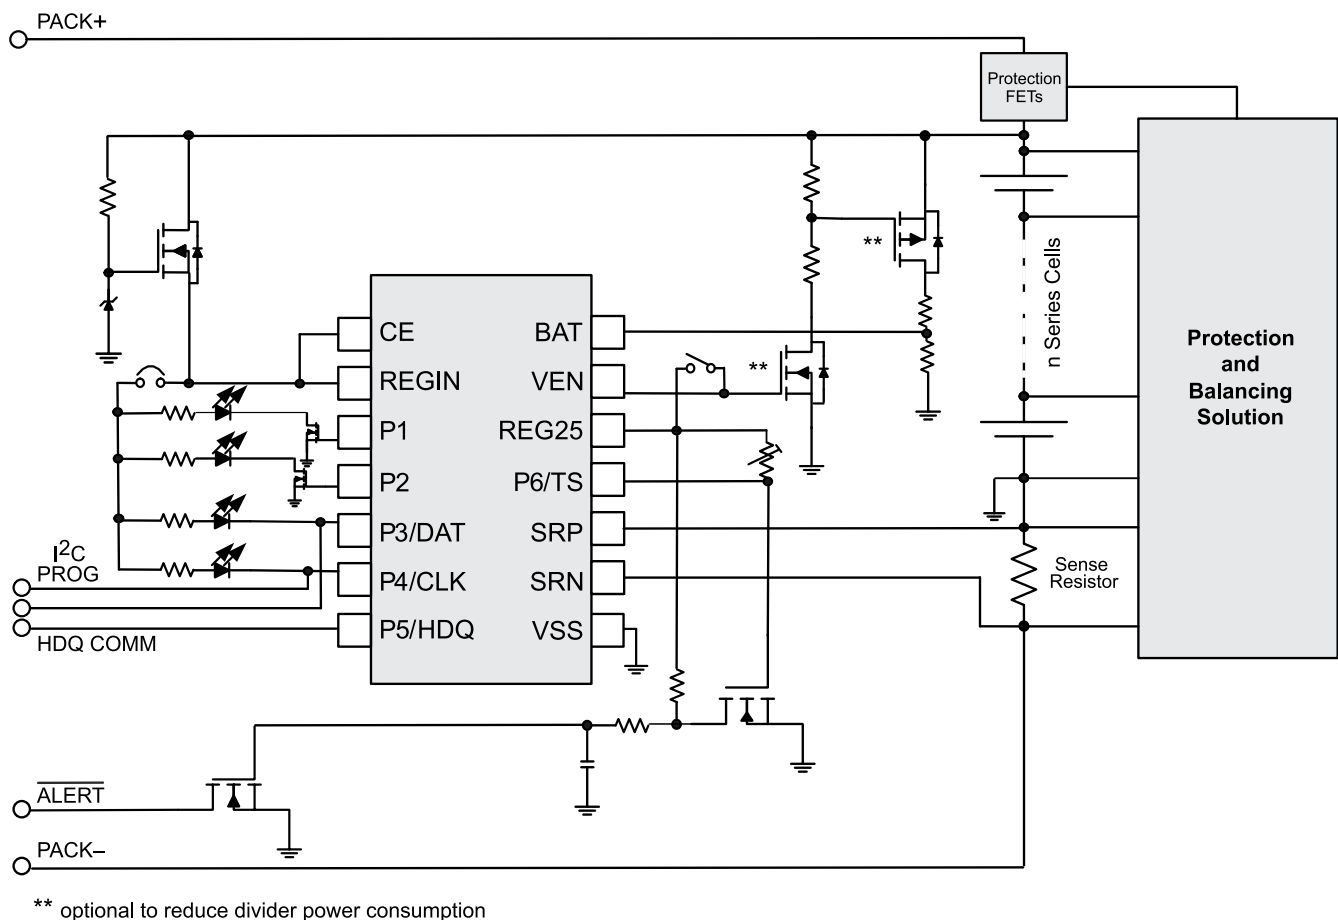 PACK+
Protection
FETs
n Series Cells
Protection
and
Balancing
Solution
**
**
CE
REGIN
P1
P2
P3/DAT
P4/CLK
P5/HDQ
BAT
VEN
REG25
P6/TS
SRP
SRN
VSS
Sense
Resistor
I²C
PROG
HDQ COMM
ALERT
PACK–
** optional to reduce divider power consumption